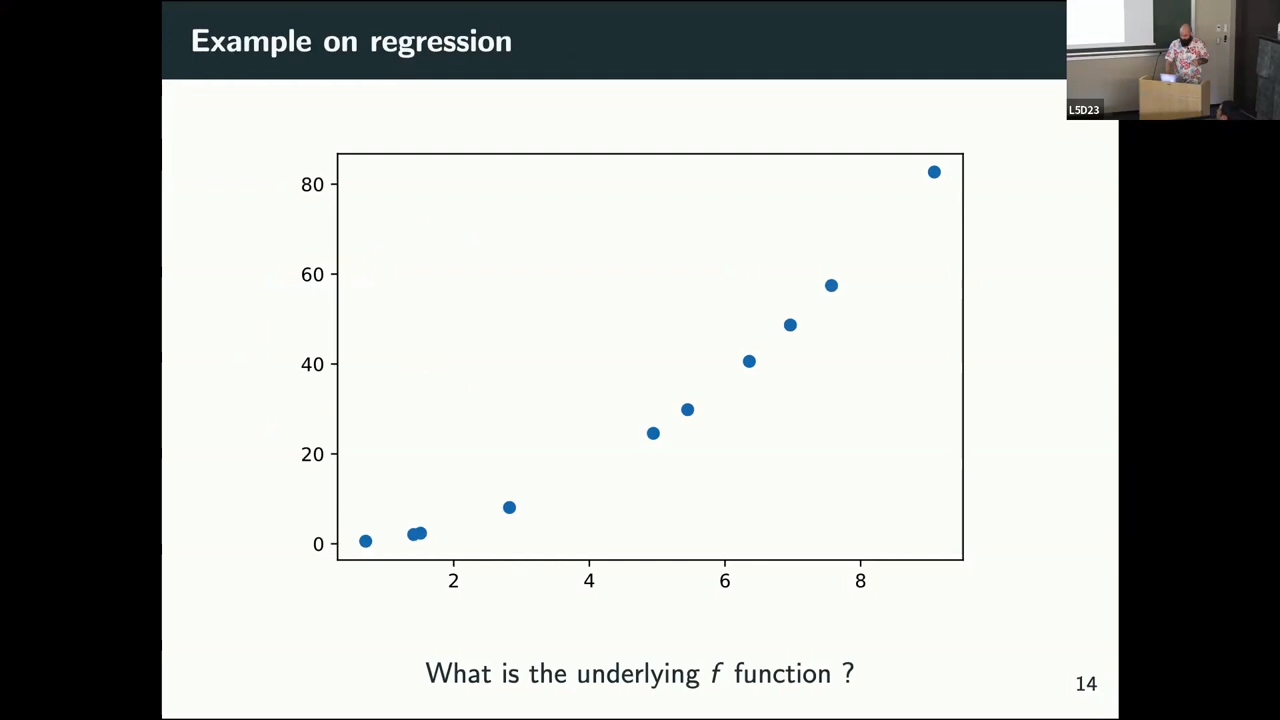 Example on regression
L5D23
80
60
40
20
0
2 4 6 8
What is the underlying f function ?
14